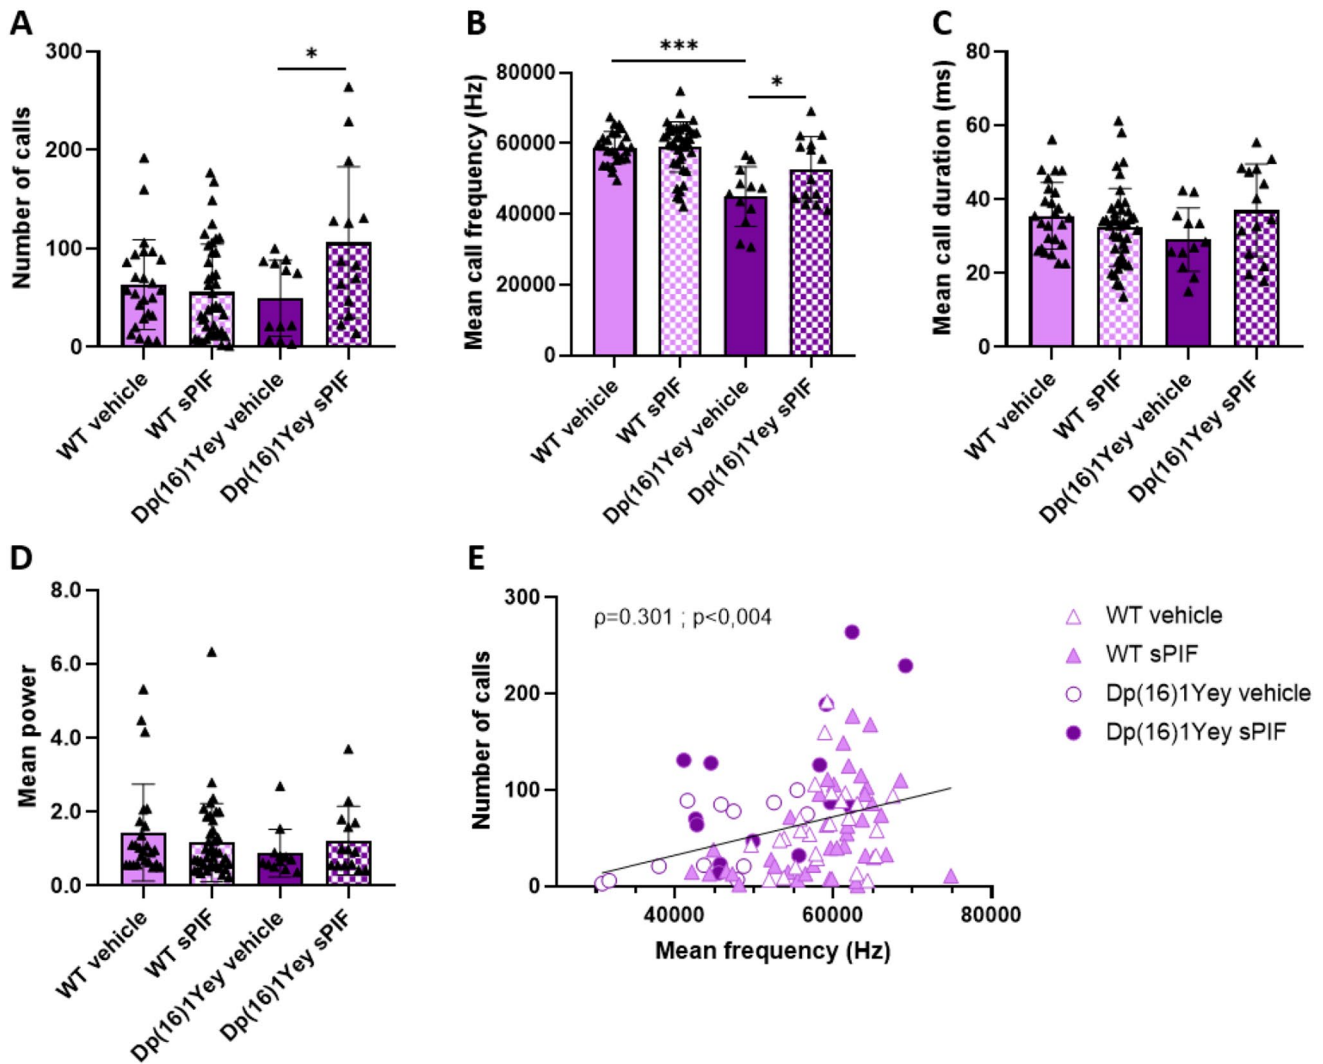 A
Number of calls
300
200
100
0
*
WT vehicle
WT sPIF
Dp(16)1Yey vehicle
Dp(16)1Yey sPIF
B
Mean call frequency (Hz)
80000
60000
40000
20000
0
***
*
WT vehicle
WT sPIF
Dp(16)1Yey vehicle
Dp(16)1Yey sPIF
C
Mean call duration (ms)
80
60
40
20
0
WT vehicle
WT sPIF
Dp(16)1Yey vehicle
Dp(16)1Yey sPIF
D
Mean power
8.0
6.0
4.0
2.0
0.0
WT vehicle
WT sPIF
Dp(16)1Yey vehicle
Dp(16)1Yey sPIF
E
Number of calls
300
200
100
0
ρ=0.301 ; p<0,004
40000
60000
80000
Mean frequency (Hz)
WT vehicle
WT sPIF
Dp(16)1Yey vehicle
Dp(16)1Yey sPIF